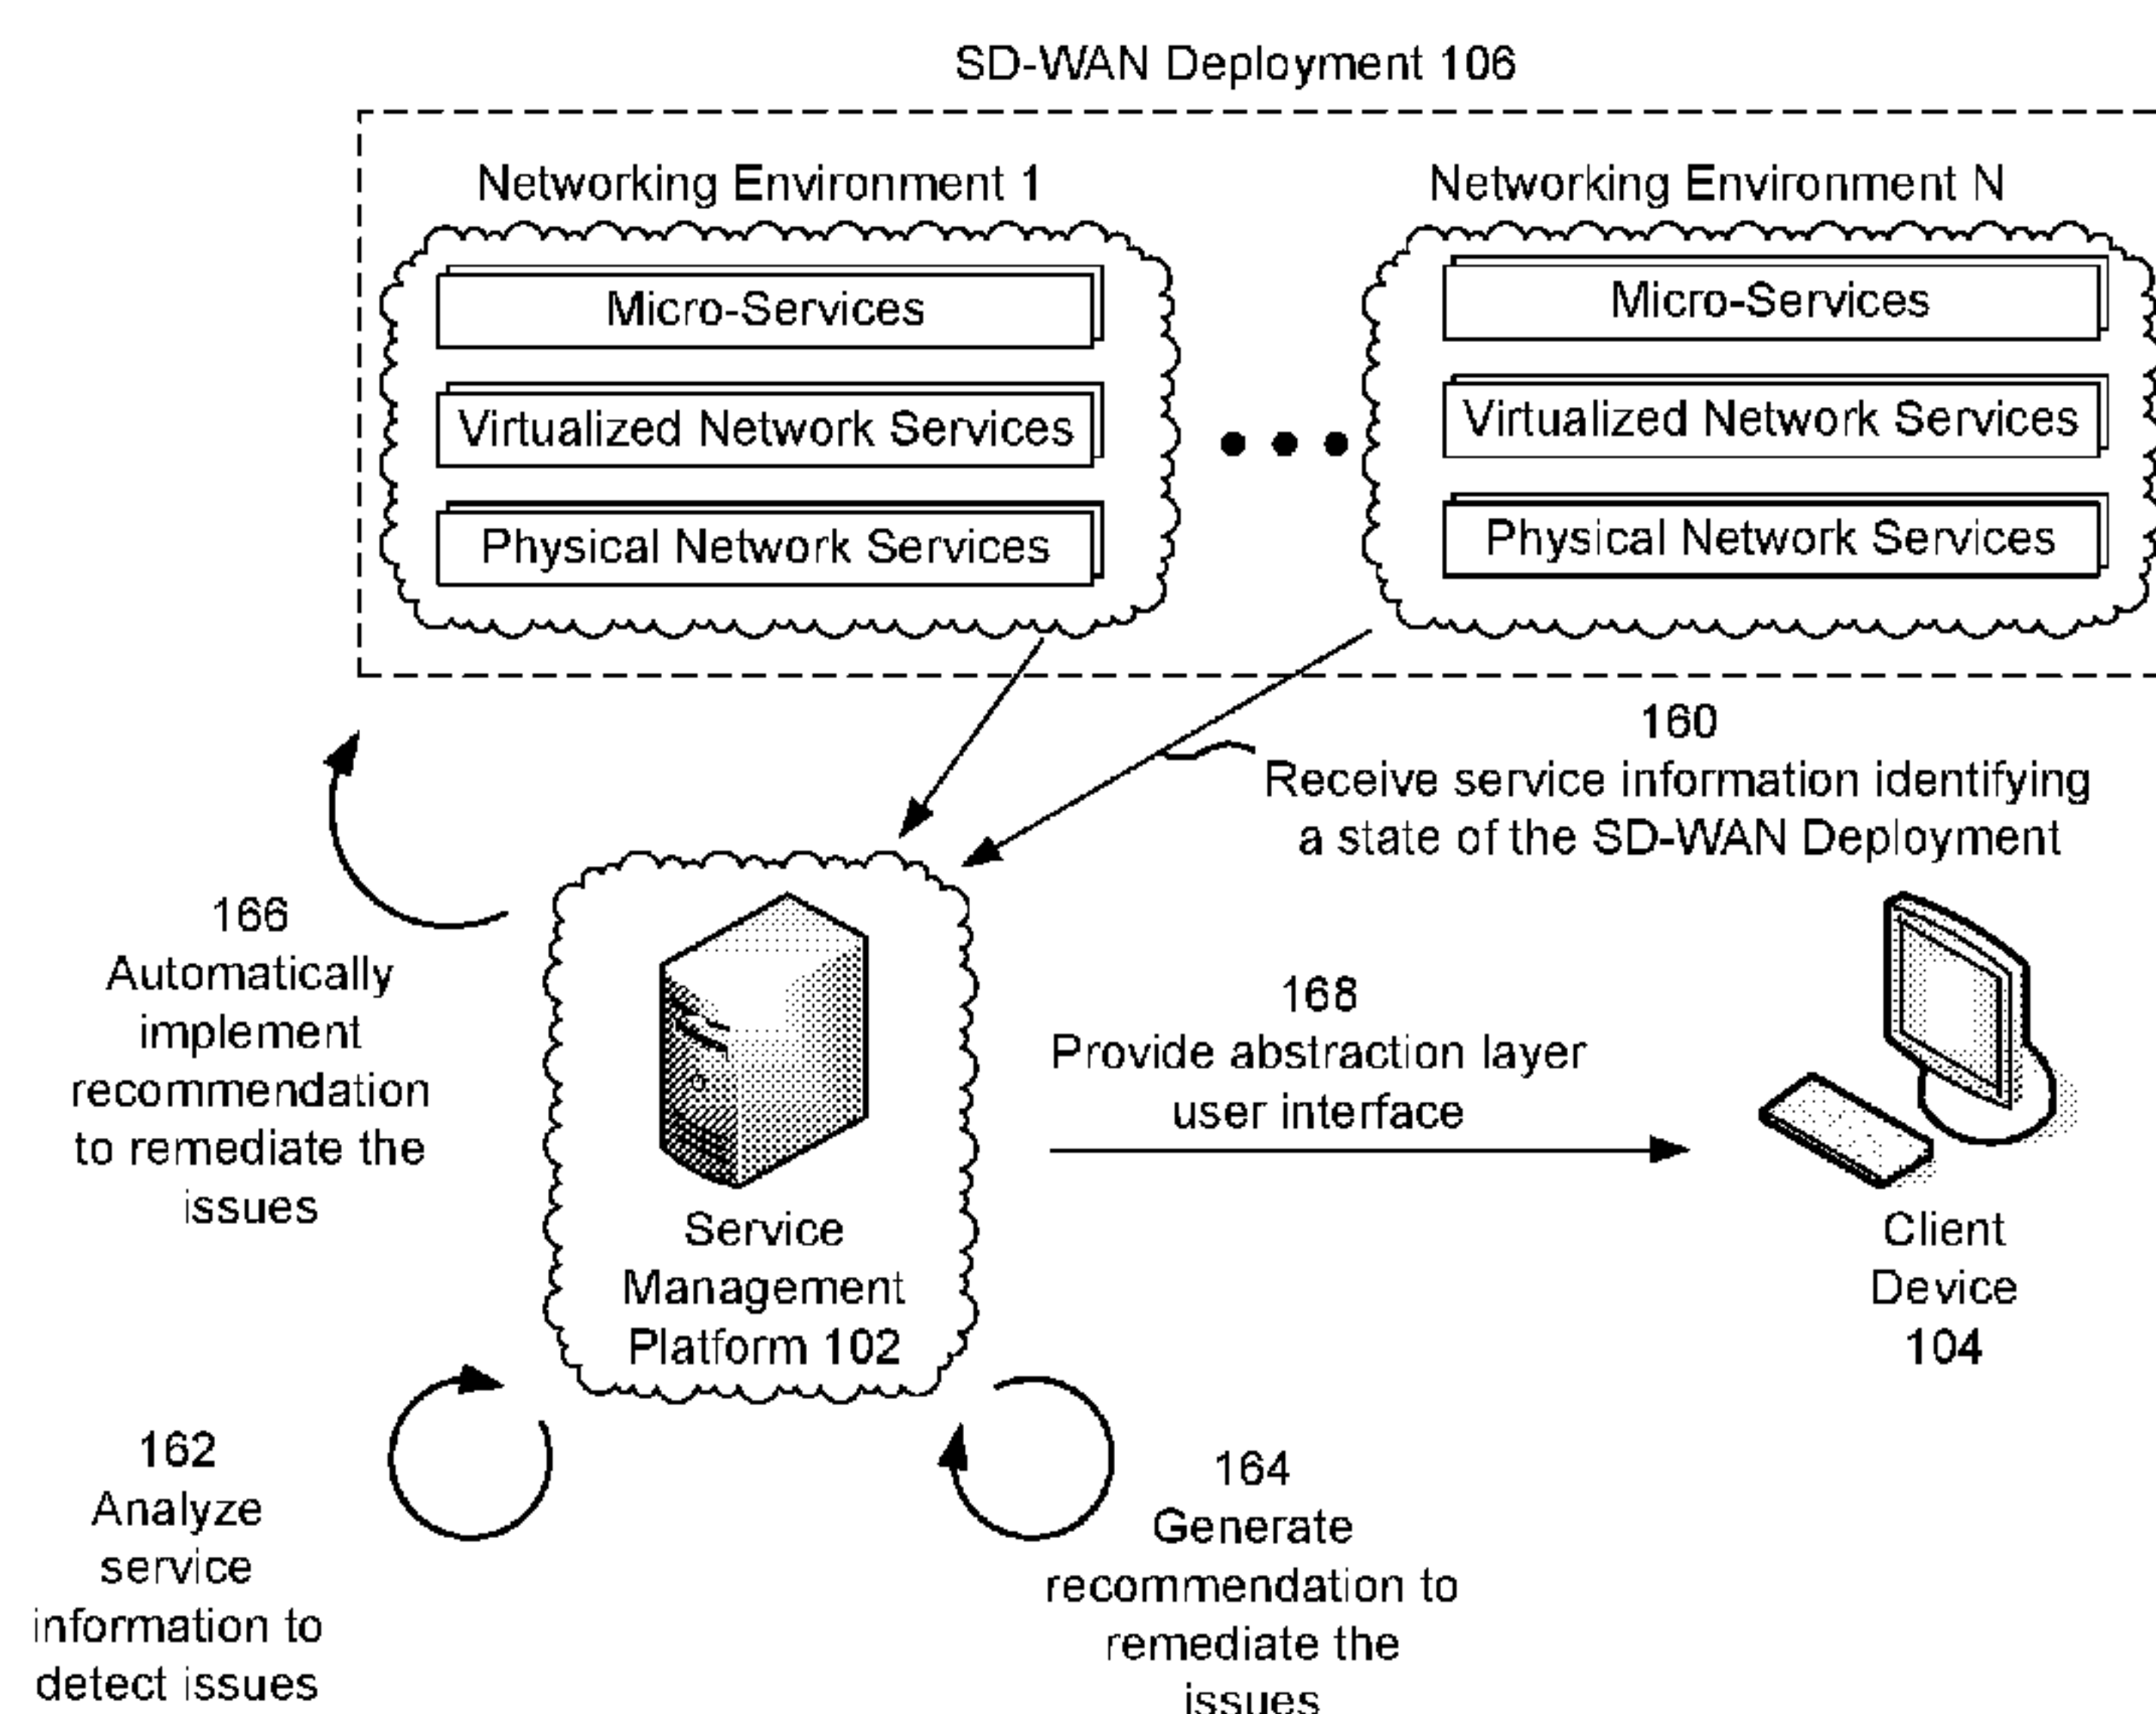 SD-WAN Deployment 106
Networking Environment 1
Micro-Services
Virtualized Network Services
Physical Network Services
Networking Environment N
Micro-Services
Virtualized Network Services
Physical Network Services
160
Receive service information identifying
a state of the SD-WAN Deployment
166
Automatically
implement
recommendation
to remediate the
issues
Service
Management
Platform 102
168
Provide abstraction layer
user interface
Client
Device
104
162
Analyze
service
information to
detect issues
164
Generate
recommendation to
remediate the
issues